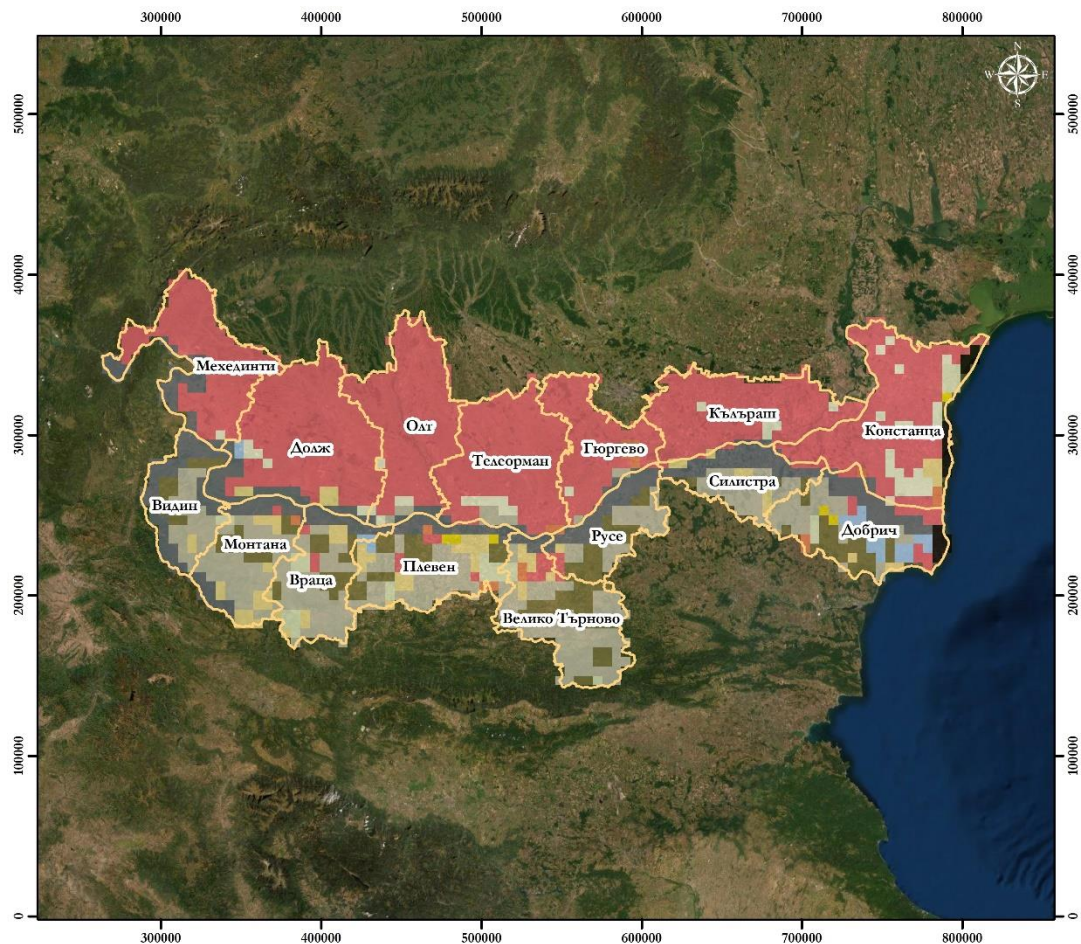 300000 400000 500000 600000 700000 800000
N
W E
S
500000 500000
400000 400000
Мехединти
Кълъраш
Олт
Констанца
Долж
Гюргево
Телеорман
Силистра
Видин
Добрич
Русе
Монтана
Плевен
Враца
200000 200000
300000 300000
Велико Търново
100000 100000
0 0
300000 400000 500000 600000 700000 800000